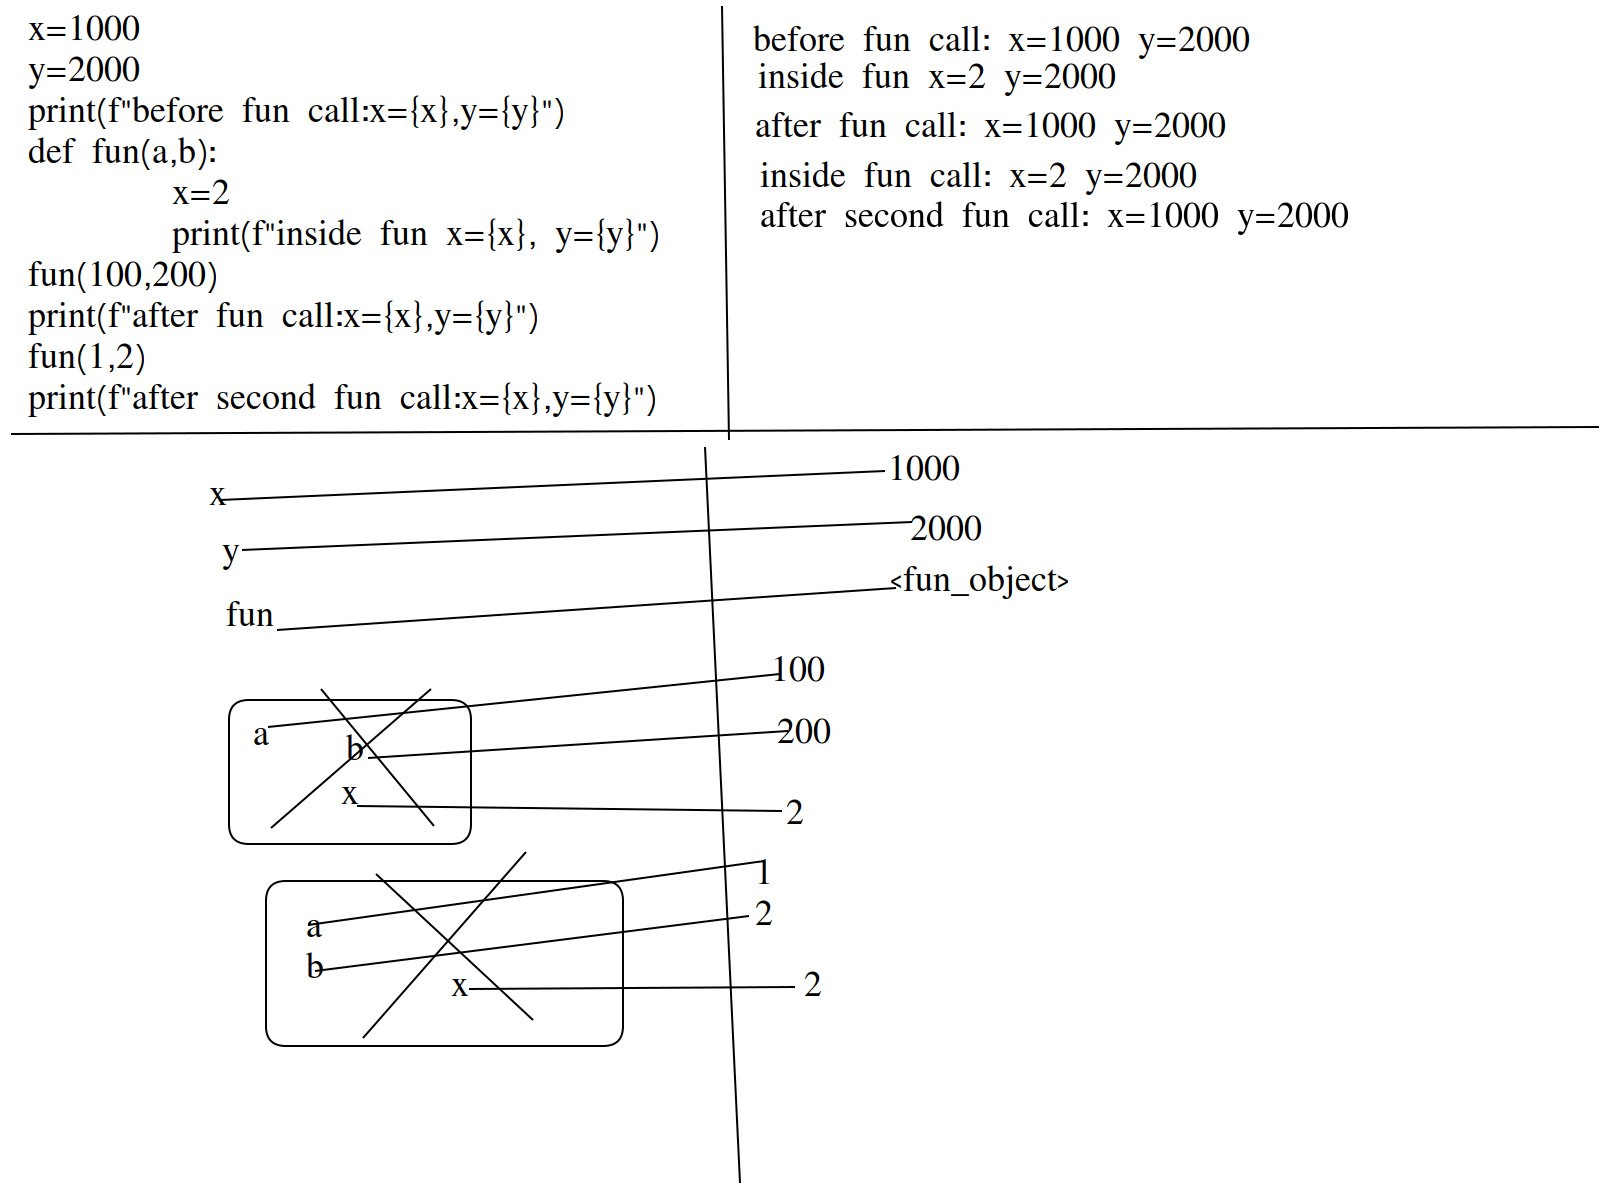 x=1000
y=2000
print(f"before fun call:x={x},y={y}")
def fun(a,b):
x=2
print(f"inside fun x={x}, y={y}")
fun(100,200)
print(f"after fun call:x={x},y={y}")
fun(1,2)
print(f"after second fun call:x={x},y={y}")
before fun call: x=1000 y=2000
inside fun x=2 y=2000
after fun call: x=1000 y=2000
inside fun call: x=2 y=2000
after second fun call: x=1000 y=2000
x 1000
y 2000
fun <fun_object>
a 100
b 200
x 2
a 1
b 2
x 2